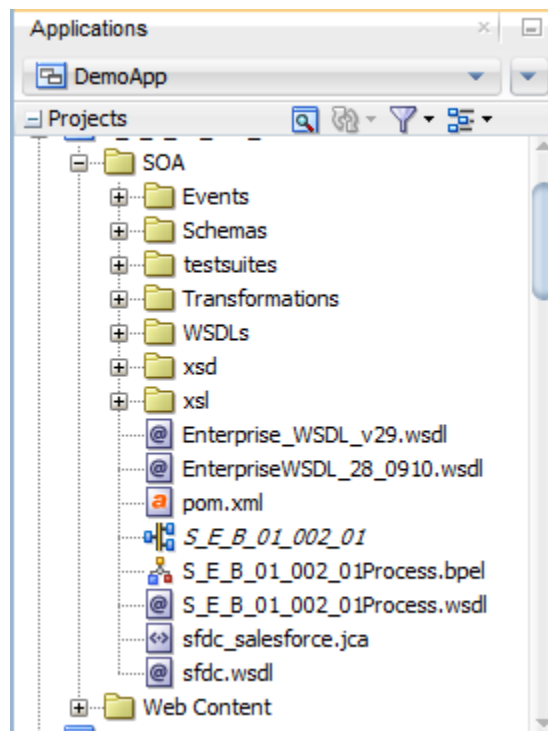 Applications
DemoApp
Projects
SOA
Events
Schemas
testsuites
Transformations
WSDLs
xsd
xsl
Enterprise_WSDL_v29.wsdl
EnterpriseWSDL_28_0910.wsdl
pom.xml
S_E_B_01_002_01
S_E_B_01_002_01Process.bpel
S_E_B_01_002_01Process.wsdl
sfdc_salesforce.jca
sfdc.wsdl
Web Content